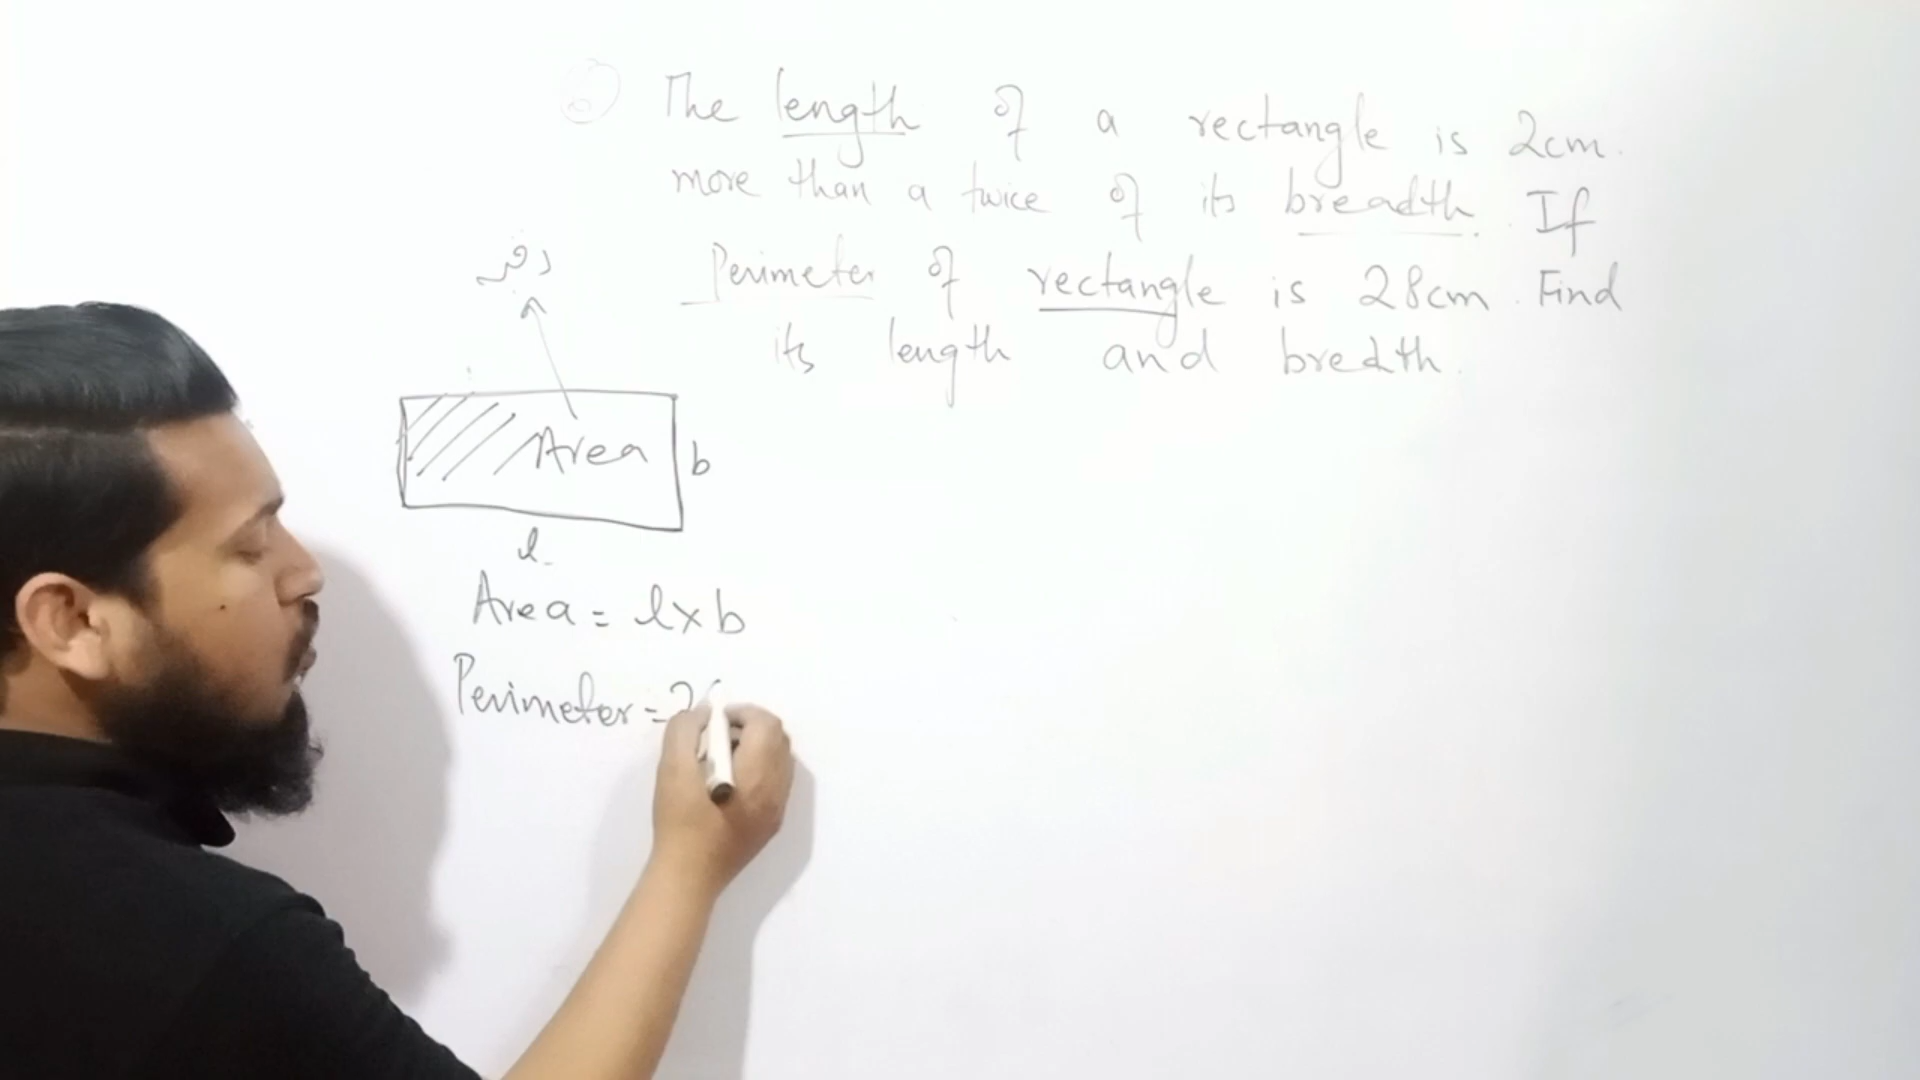 The length of a rectangle is 2cm.
more than a twice of its breadth. If
Perimeter of rectangle is 28cm. Find
its length and breadth.
Area
b
l
Area = l×b
Perimeter = 2(